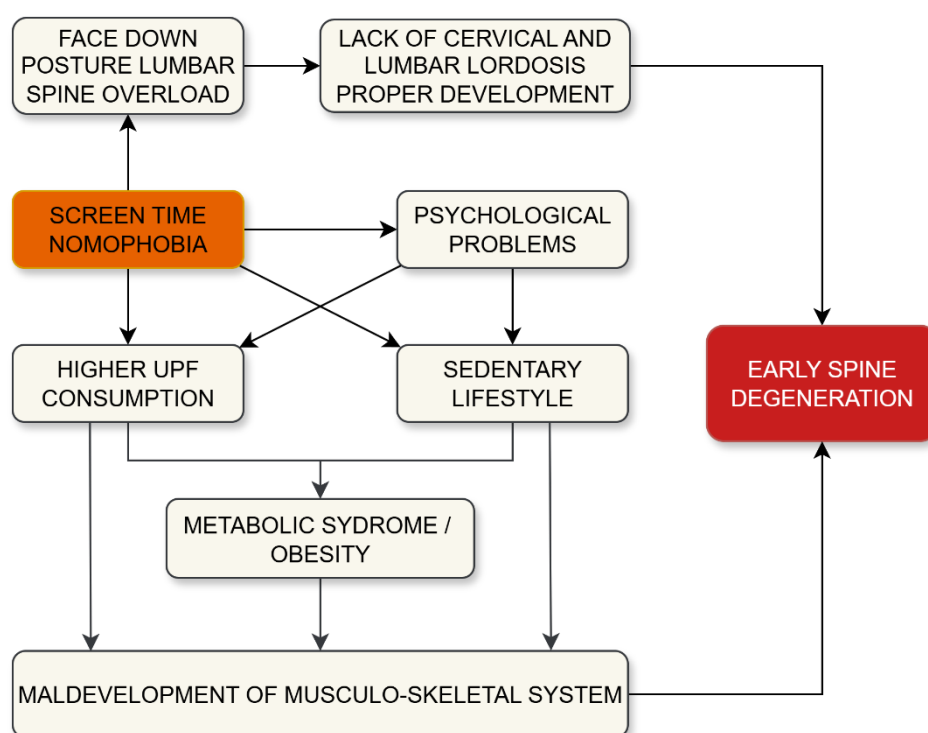 FACE DOWN
POSTURE LUMBAR
SPINE OVERLOAD
LACK OF CERVICAL AND
LUMBAR LORDOSIS
PROPER DEVELOPMENT
SCREEN TIME
NOMOPHOBIA
PSYCHOLOGICAL
PROBLEMS
HIGHER UPF
CONSUMPTION
SEDENTARY
LIFESTYLE
EARLY SPINE
DEGENERATION
METABOLIC SYDROME /
OBESITY
MALDEVELOPMENT OF MUSCULO-SKELETAL SYSTEM